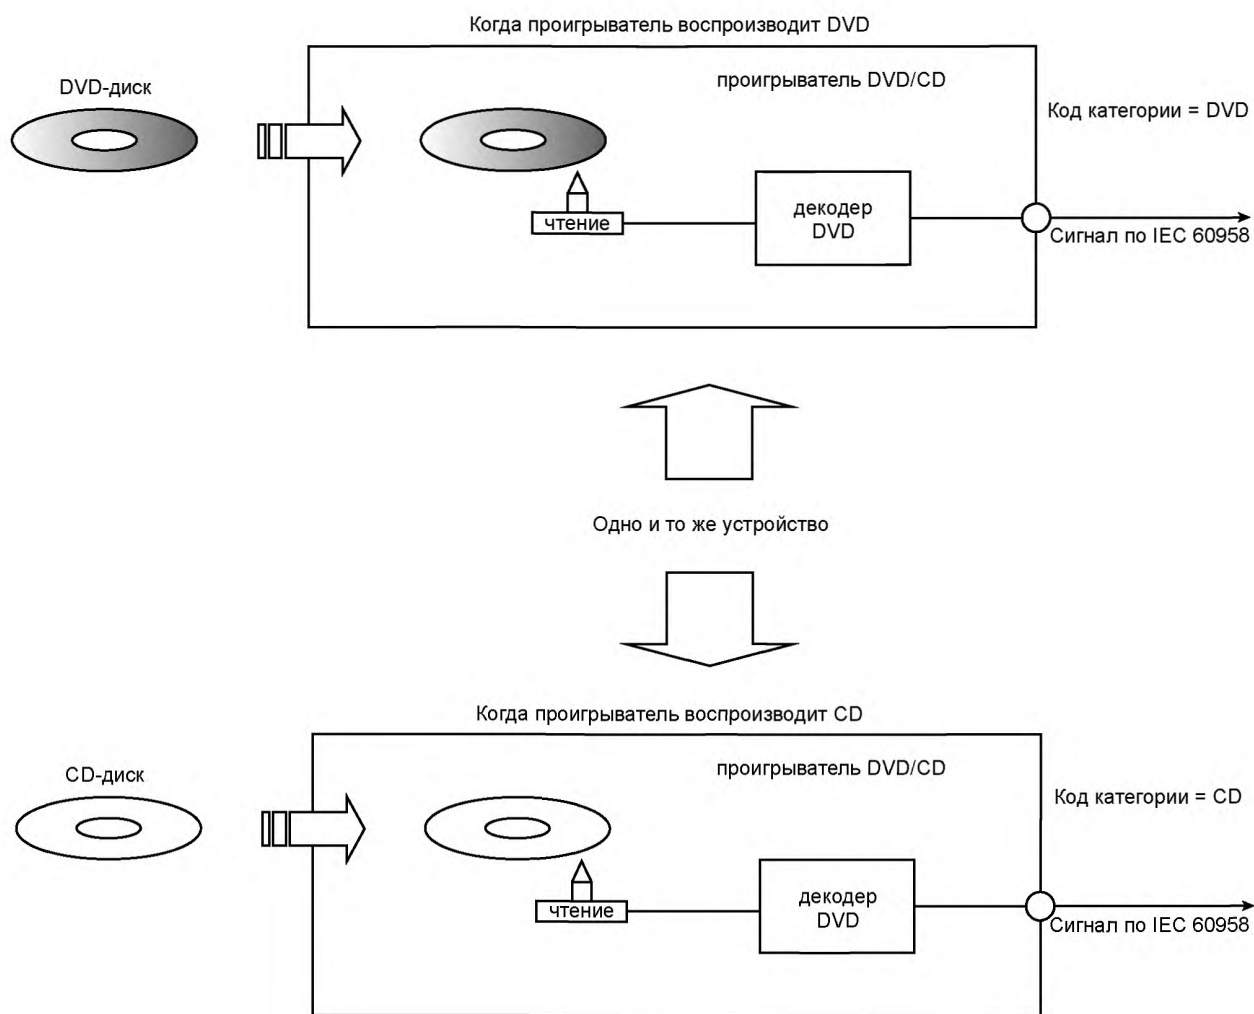 Когда проигрыватель воспроизводит DVD
DVD-диск
проигрыватель DVD/CD
Код категории = DVD
чтение
декодер
DVD
Сигнал по IEC 60958
Одно и то же устройство
Когда проигрыватель воспроизводит CD
CD-диск
проигрыватель DVD/CD
Код категории = CD
чтение
декодер
DVD
Сигнал по IEC 60958